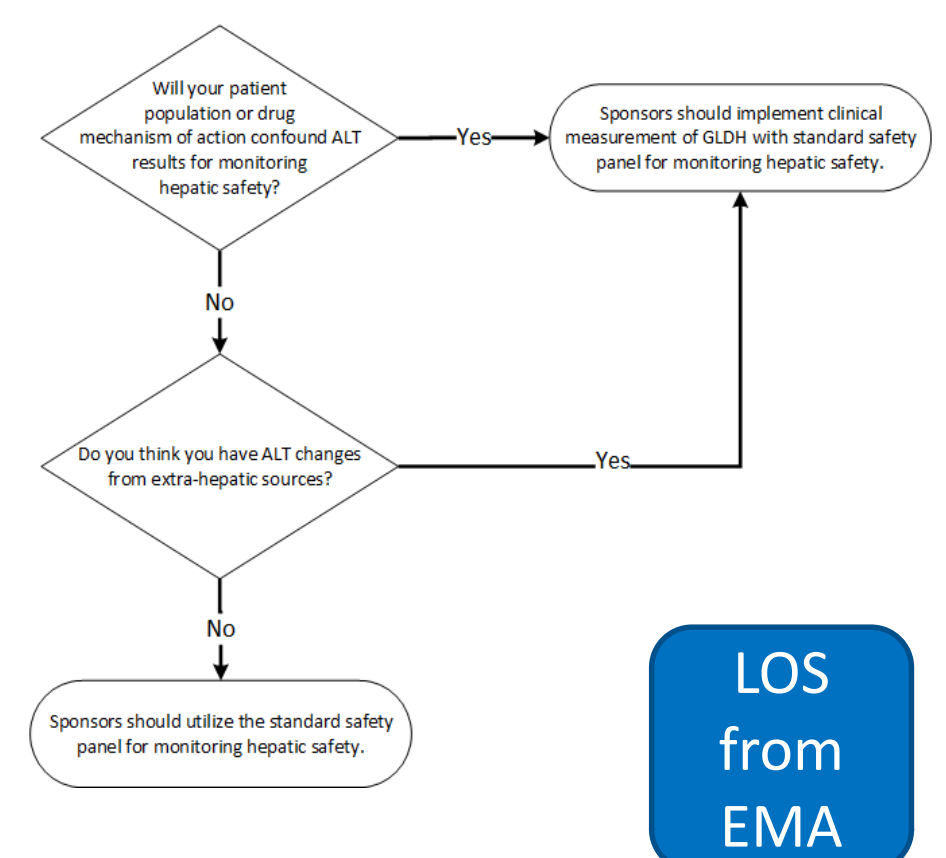 Will your patient
population or drug
mechanism of action confound ALT
results for monitoring
hepatic safety?
Yes
Sponsors should implement clinical
measurement of GLDH with standard safety
panel for monitoring hepatic safety.
No
Do you think you have ALT changes
from extra-hepatic sources?
Yes
No
Sponsors should utilize the standard safety
panel for monitoring hepatic safety.
LOS
from
EMA